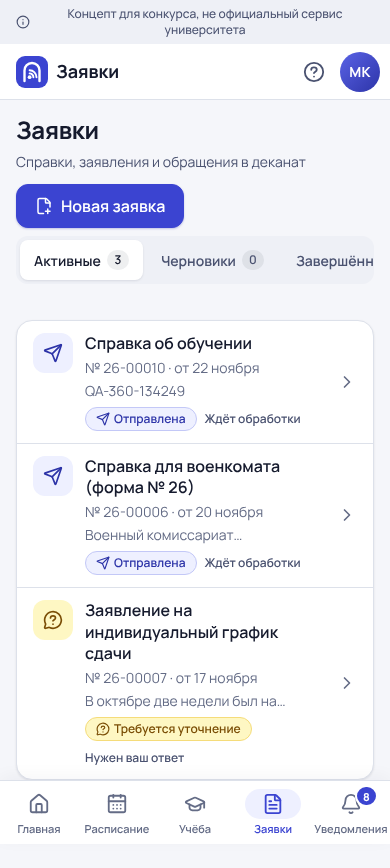 Концепт для конкурса, не официальный сервис
университета
Заявки
МК
Заявки
Справки, заявления и обращения в деканат
Новая заявка
Активные 3
Черновики 0
Завершённ
Справка об обучении
№ 26-00010 · от 22 ноября
QA-360-134249
Отправлена Ждёт обработки
Справка для военкомата
(форма № 26)
№ 26-00006 · от 20 ноября
Военный комиссариат…
Отправлена Ждёт обработки
Заявление на
индивидуальный график
сдачи
№ 26-00007 · от 17 ноября
В октябре две недели был на…
Требуется уточнение
Нужен ваш ответ
8
Главная Расписание Учёба Заявки Уведомления